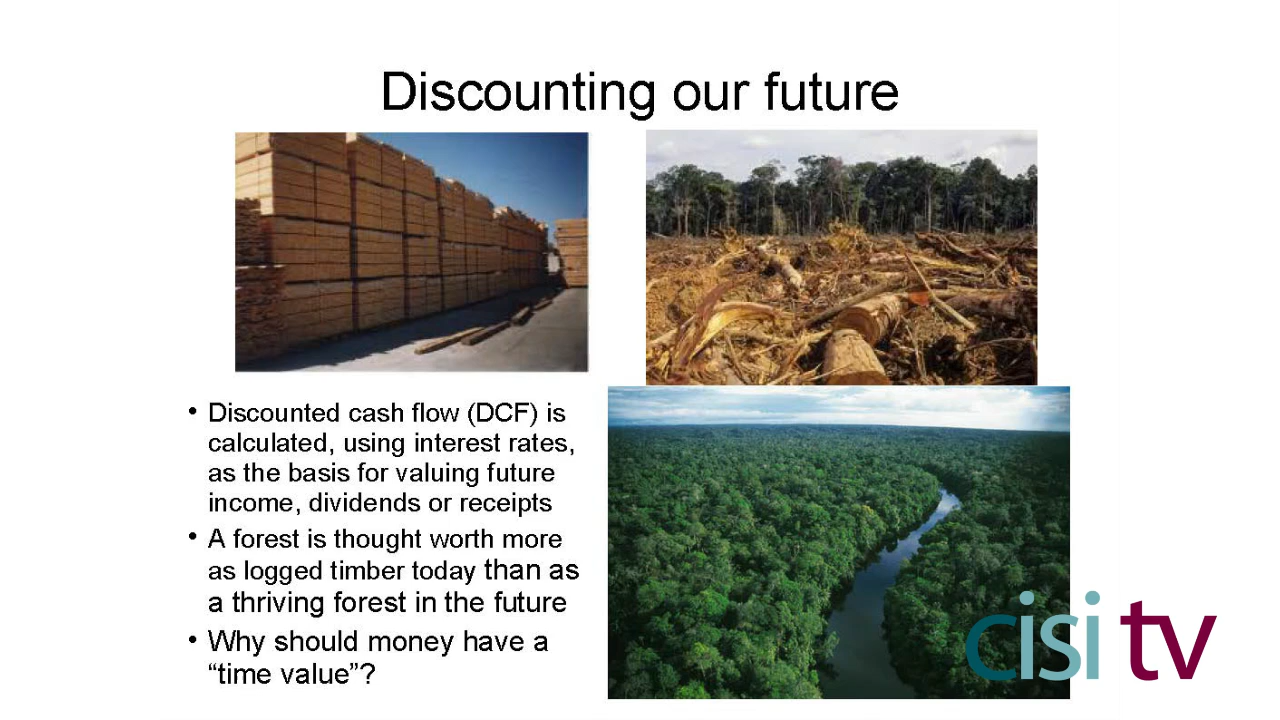 Discounting our future
• Discounted cash flow (DCF) is
calculated, using interest rates,
as the basis for valuing future
income, dividends or receipts
• A forest is thought worth more
as logged timber today than as
a thriving forest in the future
• Why should money have a
“time value”?
cisi tv